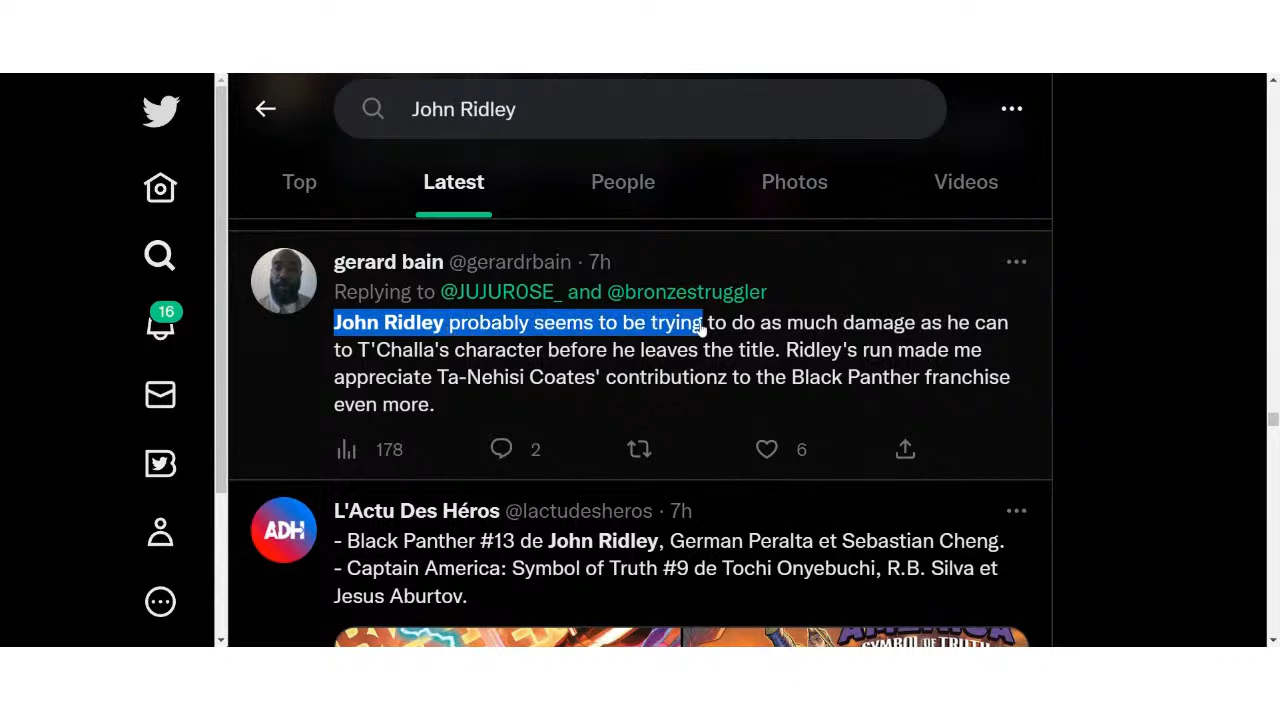 John Ridley
Top Latest People Photos Videos
gerard bain @gerardrbain · 7h
Replying to @JUJUR0SE_ and @bronzestruggler
16
John Ridley probably seems to be trying to do as much damage as he can
to T'Challa's character before he leaves the title. Ridley's run made me
appreciate Ta-Nehisi Coates' contributionz to the Black Panther franchise
even more.
178 2 6
L'Actu Des Héros @lactudesheros · 7h
ADH
- Black Panther #13 de John Ridley, German Peralta et Sebastian Cheng.
- Captain America: Symbol of Truth #9 de Tochi Onyebuchi, R.B. Silva et
Jesus Aburtov.
AMERICA
SYMBOL OF TRUTH